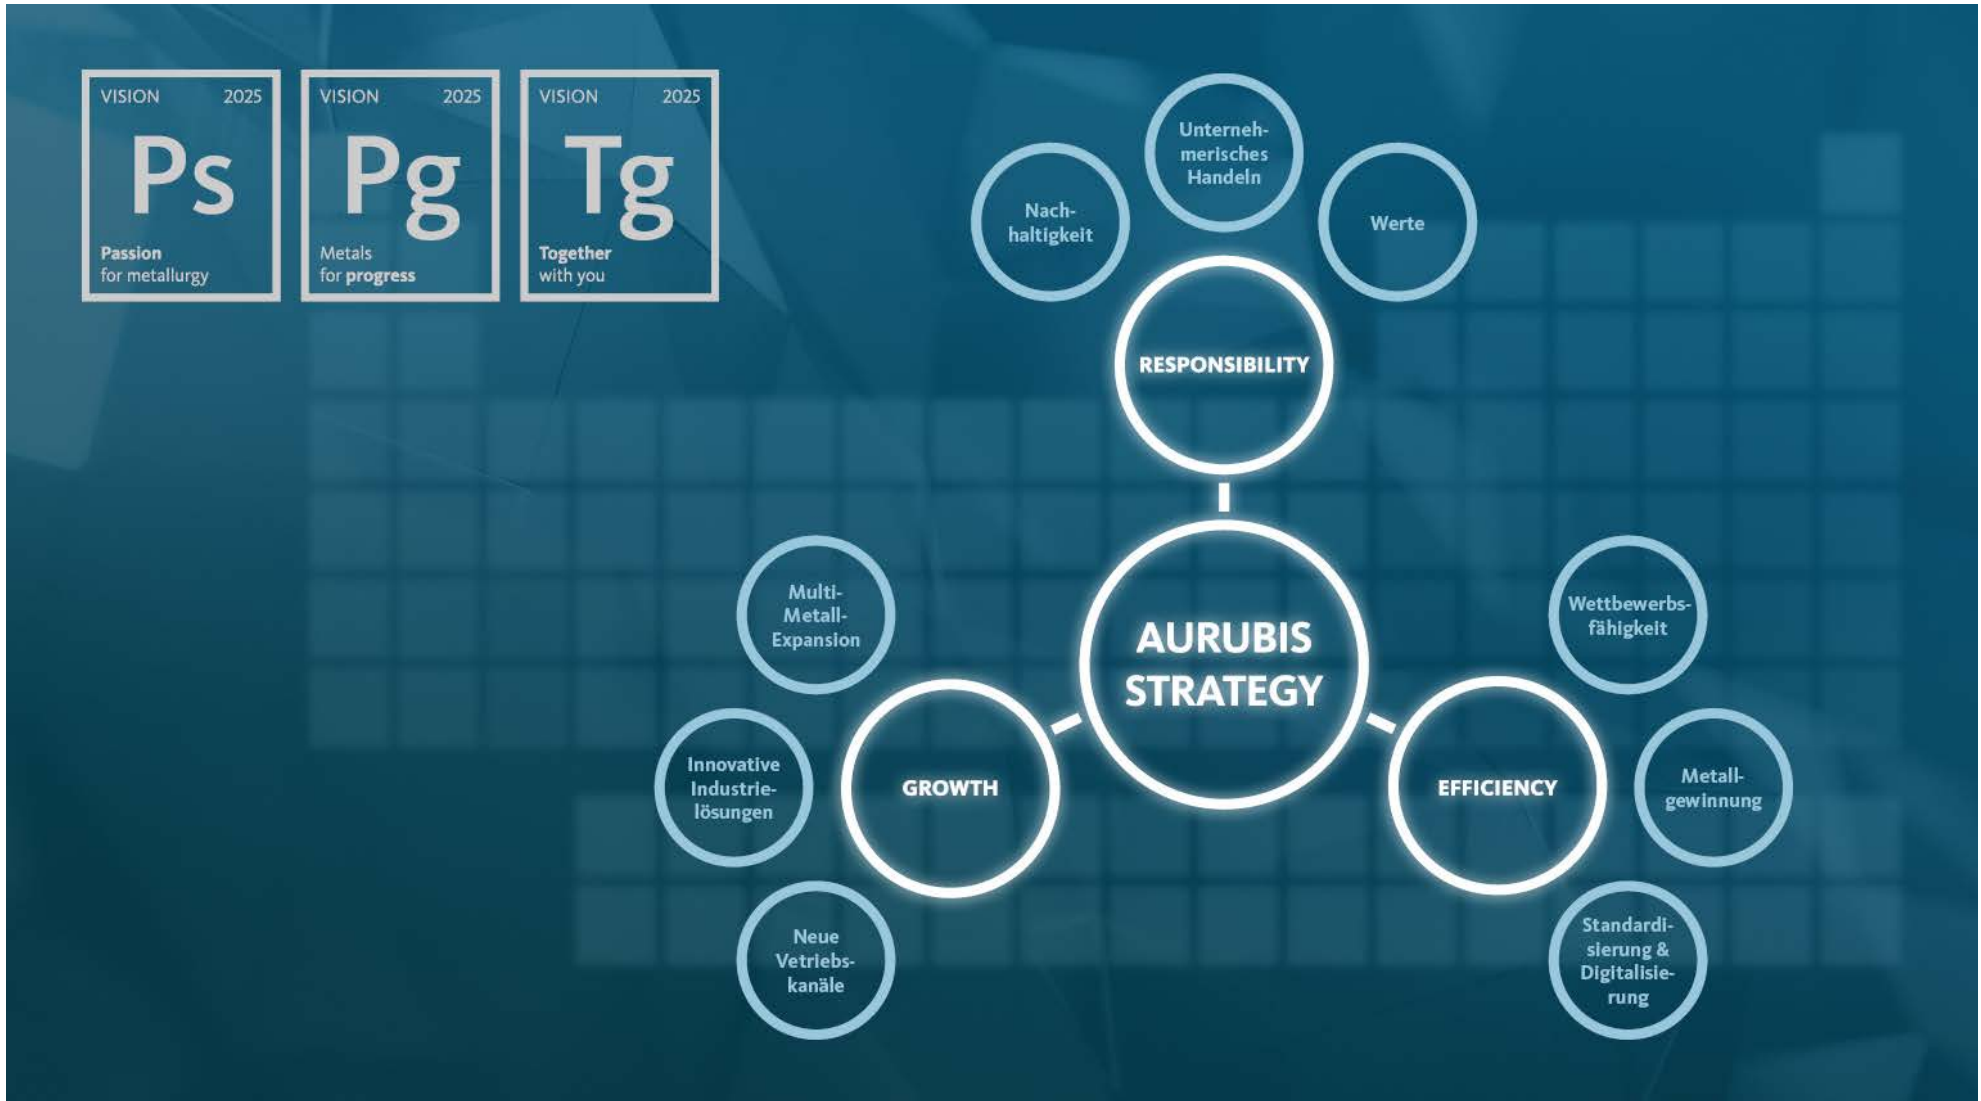 VISION 2025
Ps
Passion
for metallurgy
VISION 2025
Pg
Metals
for progress
VISION 2025
Tg
Together
with you
Nach-
haltigkeit
Unterneh-
merisches
Handeln
Werte
RESPONSIBILITY
AURUBIS
STRATEGY
Multi-
Metall-
Expansion
Innovative
Industrie-
lösungen
Neue
Vetriebs-
kanäle
GROWTH
EFFICIENCY
Wettbewerbs-
fähigkeit
Metall-
gewinnung
Standardi-
sierung &
Digitalisie-
rung